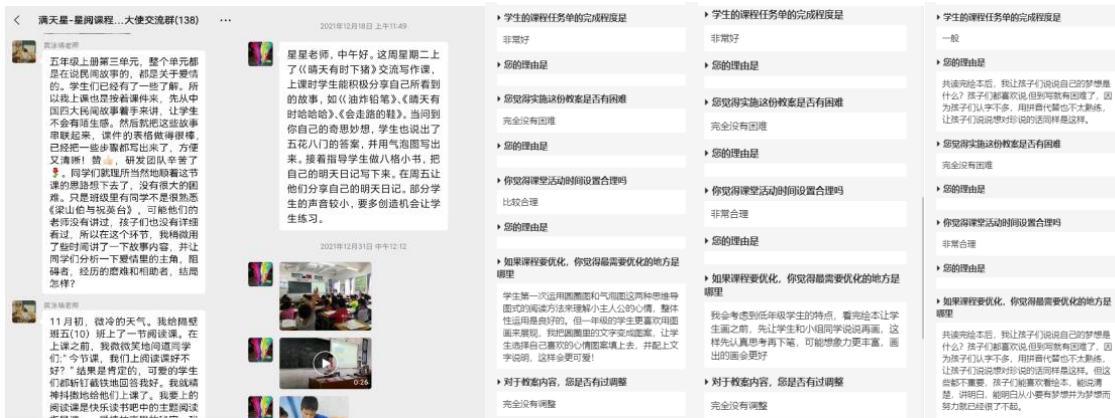 满天星-星阅课程...大使交流群(138)
五年级上册第三单元，整个单元都
是在说民间故事的，都是关于爱情
的。学生们已经有了一些了解。所
以我上课也是按着课件来，先从中
国四大民间故事着手来讲，让学生
不会有陌生感。然后就把这些故事
串联起来，课件的表格做得很棒，
已经把一些步骤都写出来了，方便
又清晰！赞👍，研发团队辛苦了
🌹。同学们就理所当然地顺着这节
课的思路想下去了，没有很大的困
难。只是班级里有同学不是很熟悉
《梁山伯与祝英台》，可能他们的
老师没有讲过，孩子们也没有详细
看过，所以在这个环节，我稍微用
了些时间讲了一下故事内容，并让
同学们分析一下爱情里的主角，阻
碍者，经历的磨难和相助者，结局
怎样？
11月初，微冷的天气。我给隔壁
班五(10）班上了一节阅读课。在
上课之前，我微微笑地问道同学
们：“今节课，我们上阅读课好不
好？”结果是肯定的，可爱的学生
们都斩钉截铁地回答我好。我就精
神抖擞地给他们上课了。我要上的
阅读课是快乐读书吧中的主题阅读
2021年12月18日 上午11:49
星星老师，中午好。这周星期二上
了《晴天有时下猪》交流写作课，
上课时学生能积极分享自己所看到
的故事，如《油炸铅笔》、《晴天有
时哈哈哈》、《会走路的鞋》。当问到
你自己的奇思妙想，学生也说出了
五花八门的答案，并用气泡图写出
来。接着指导学生做八格小书，把
自己的明天日记写下来。在周五让
他们分享自己的明天日记。部分学
生的声音较小，要多创造机会让学
生练习。
2021年12月31日 中午12:12
0:26
学生的课程任务单的完成程度是
非常好
您的理由是
您觉得实施这份教案是否有困难
完全没有困难
您的理由是
你觉得课堂活动时间设置合理吗
比较合理
您的理由是
如果课程要优化，你觉得最需要优化的地方是
哪里
学生第一次运用圆圈图和气泡图这两种思维导
图式的阅读方法来理解小主人公的心情，整体
性运用是良好的。但一年级的学生更喜欢用图
画来展现，我把圆圈里的文字变成图案，让学
生选择自己喜欢的心情图案填上去，并配上文
字说明，这样会更可爱！
对于教案内容，您是否有过调整
完全没有调整
学生的课程任务单的完成程度是
非常好
您的理由是
您觉得实施这份教案是否有困难
完全没有困难
您的理由是
你觉得课堂活动时间设置合理吗
非常合理
您的理由是
如果课程要优化，你觉得最需要优化的地方是
哪里
我会考虑到低年级学生的特点，看完绘本让学
生画之前，先让学生和小组同学说说再画，这
样先认真思考再下笔，可能想象力更丰富，画
出的画会更好
对于教案内容，您是否有过调整
完全没有调整
学生的课程任务单的完成程度是
一般
您的理由是
共读完绘本后，我让孩子们说说自己的梦想是
什么？孩子们都喜欢说,但到写就有困难了，因
为孩子们认字不多，用拼音代替也不太熟练，
让孩子们说说想对珍说的话同样是这样。
您觉得实施这份教案是否有困难
完全没有困难
您的理由是
你觉得课堂活动时间设置合理吗
非常合理
您的理由是
如果课程要优化，你觉得最需要优化的地方是
哪里
共读完绘本后，我让孩子们说说自己的梦想是
什么？孩子们都喜欢说,但到写就有困难了，因
为孩子们认字不多，用拼音代替也不太熟练，
让孩子们说说想对珍说的话同样是这样。但这
些都不重要，孩子们能喜欢看绘本，能说清
楚，讲明白，能明白从小要有梦想并为梦想而
努力就已经很了不起。